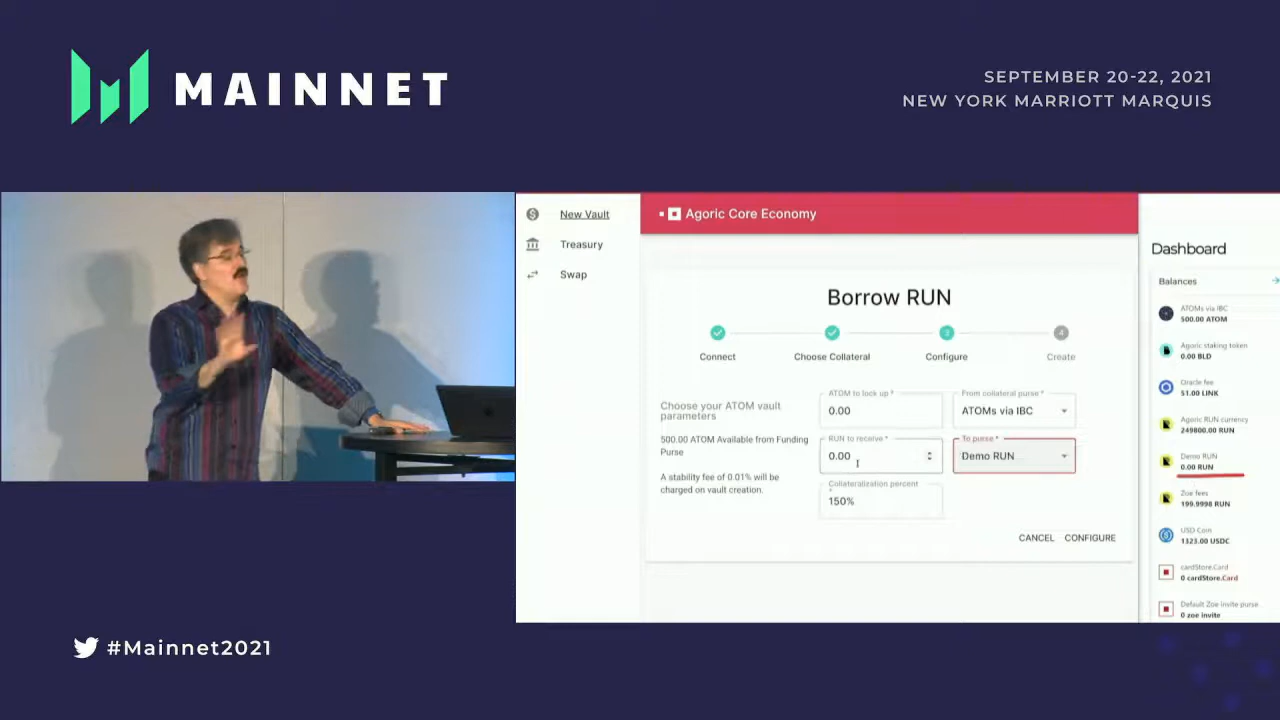 MAINNET
SEPTEMBER 20-22, 2021
NEW YORK MARRIOTT MARQUIS
New Vault
Treasury
Swap
Agoric Core Economy
Borrow RUN
3
4
Connect
Choose Collateral
Configure
Create
Choose your ATOM vault
parameters
500.00 ATOM Available from Funding
Purse
A stability fee of 0.01% will be
charged on vault creation.
ATOM to lock up *
0.00
From collateral purse *
ATOMs via IBC
RUN to receive *
0.00
To purse *
Demo RUN
Collateralization percent
*
150%
CANCEL
CONFIGURE
Dashboard
Balances
ATOMs via IBC
500.00 ATOM
Agoric staking token
0.00 BLD
Oracle fee
51.00 LINK
Agoric RUN currency
249800.00 RUN
Demo RUN
0.00 RUN
Zoe fees
199.9998 RUN
USD Coin
1323.00 USDC
cardStore.Card
0 cardStore.Card
Default Zoe invite purse
0 zoe invite
#Mainnet2021